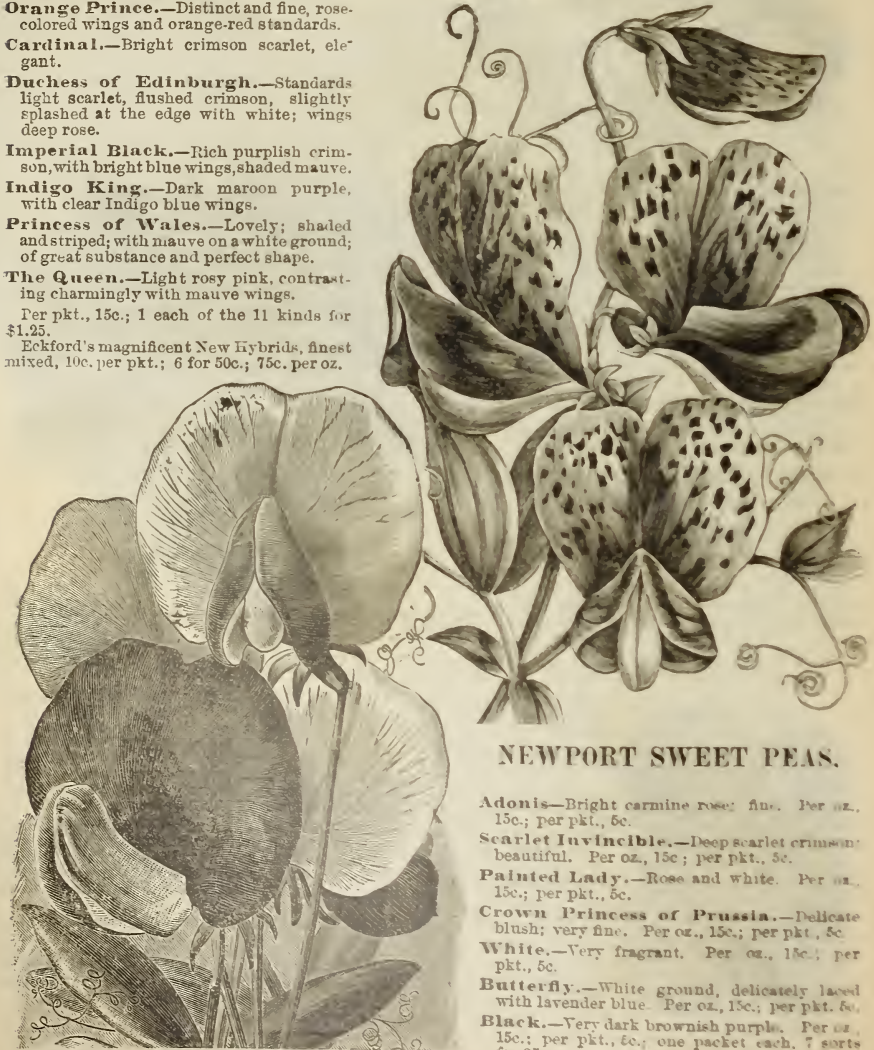 Orange Prince.—Distinct and fine, rose-
colored wings and orange-red standards.
Cardinal.—Bright crimson scarlet, ele-
gant.
Duchess of Edinburgh.—Standards
light scarlet, flushed crimson, slightly
splashed at the edge with white; wings
deep rose.
Imperial Black.—Rich purplish crim-
son, with bright blue wings, shaded mauve.
Indigo King.—Dark maroon purple,
with clear Indigo blue wings.
Princess of Wales.—Lovely; shaded
and striped; with mauve on a white ground;
of great substance and perfect shape.
The Queen.—Light rosy pink, contrast-
ing charmingly with mauve wings.
Per pkt., 15c.; 1 each of the 11 kinds for
$1.25.
Eckford's magnificent New Hybrids, finest
mixed, 10c. per pkt.; 6 for 50c.; 75c. per oz.
NEWPORT SWEET PEAS.
Adonis—Bright carmine rose; fine. Per oz.,
15c.; per pkt., 5c.
Scarlet Invincible.—Deep scarlet crimson;
beautiful. Per oz., 15c; per pkt., 5c.
Painted Lady.—Rose and white. Per oz.,
15c.; per pkt., 5c.
Crown Princess of Prussia.—Delicate
blush; very fine. Per oz., 15c.; per pkt., 5c.
White.—Very fragrant. Per oz., 15c.; per
pkt., 5c.
Butterfly.—White ground, delicately laced
with lavender blue. Per oz., 15c.; per pkt. 5c.
Black.—Very dark brownish purple. Per oz.,
15c.; per pkt., 5c.; one packet each, 7 sorts